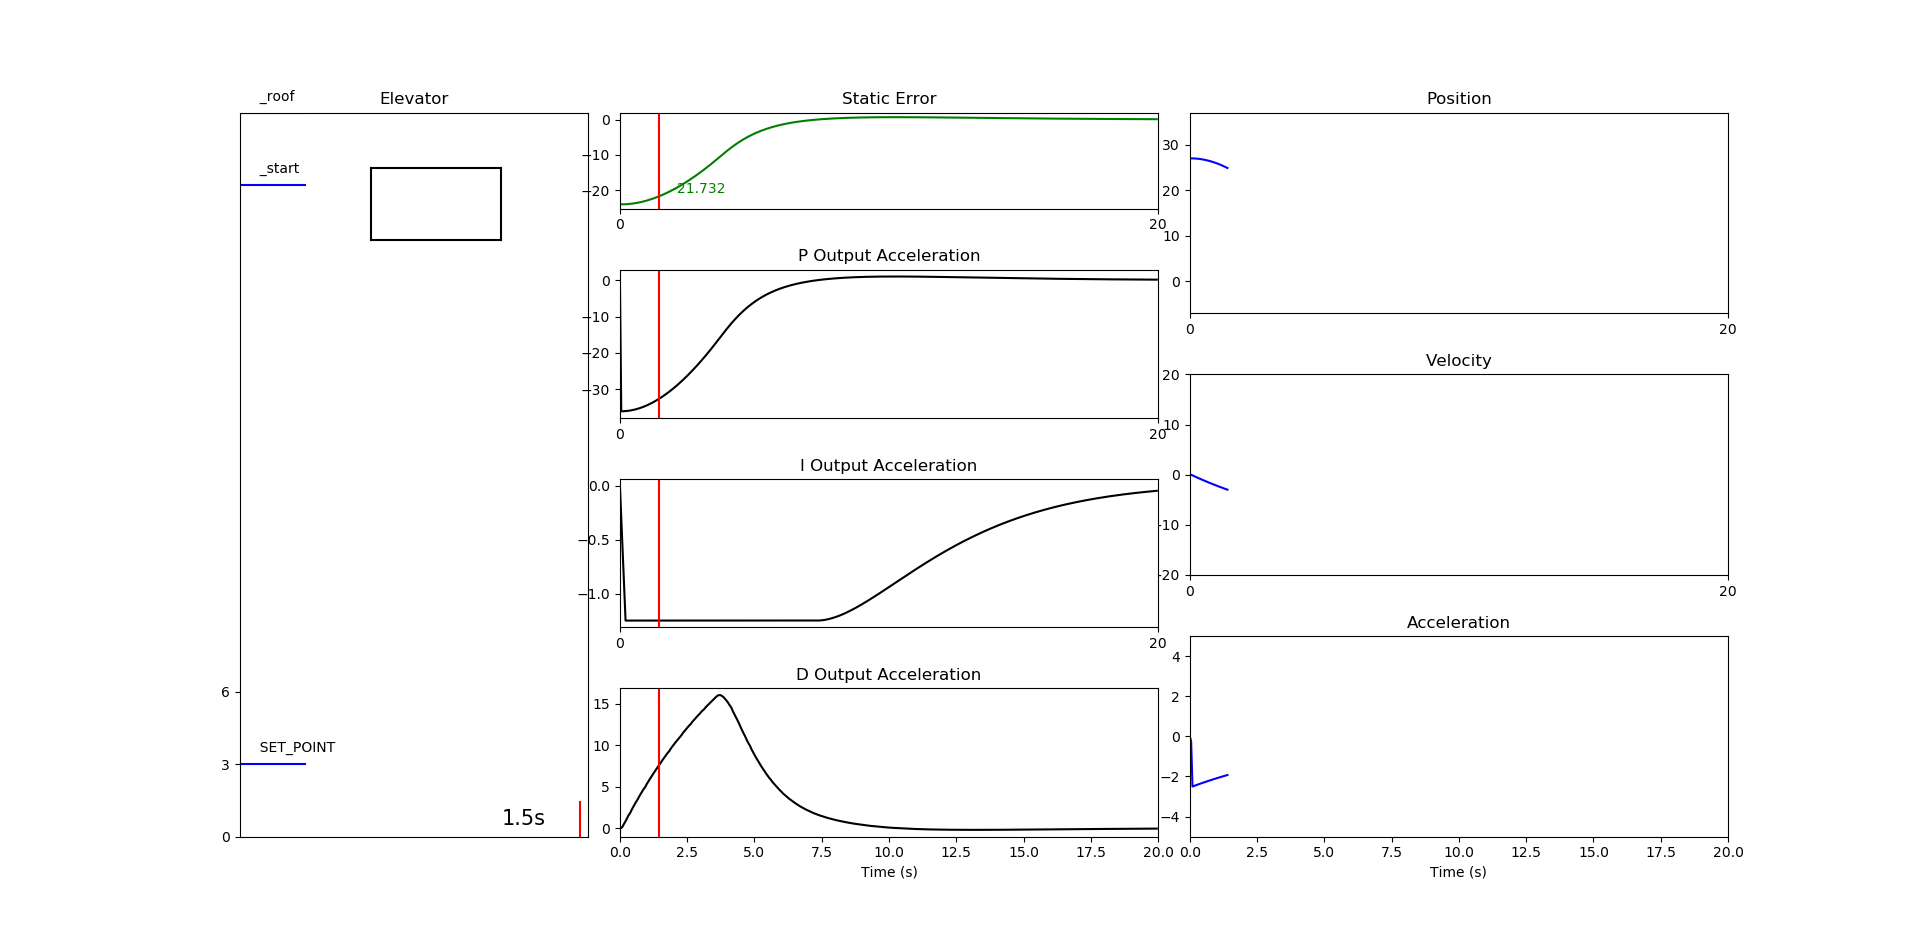 _roof
Elevator
_start
6
SET_POINT
3
1.5s
0
Static Error
0
−10
−20
21.732
0 20
P Output Acceleration
0
−10
−20
−30
0 20
I Output Acceleration
0.0
−0.5
−1.0
0 20
D Output Acceleration
15
10
5
0
0.0 2.5 5.0 7.5 10.0 12.5 15.0 17.5 20.0
Time (s)
Position
30
20
10
0
0 20
Velocity
20
10
0
-10
-20
0 20
Acceleration
4
2
0
−2
−4
0.0 2.5 5.0 7.5 10.0 12.5 15.0 17.5 20.0
Time (s)